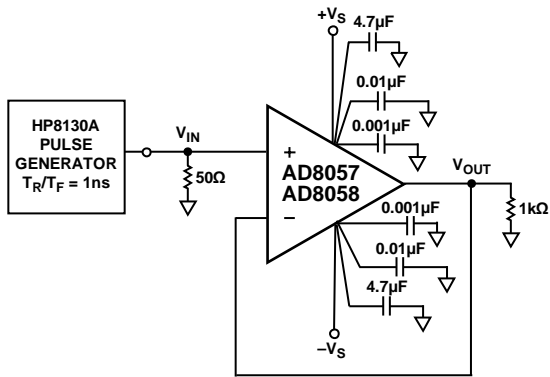 +VS
4.7µF
0.01µF
0.001µF
HP8130A
PULSE
GENERATOR
TR/TF = 1ns
VIN
50Ω
+
AD8057
AD8058
−
VOUT
1kΩ
0.001µF
0.01µF
4.7µF
−VS